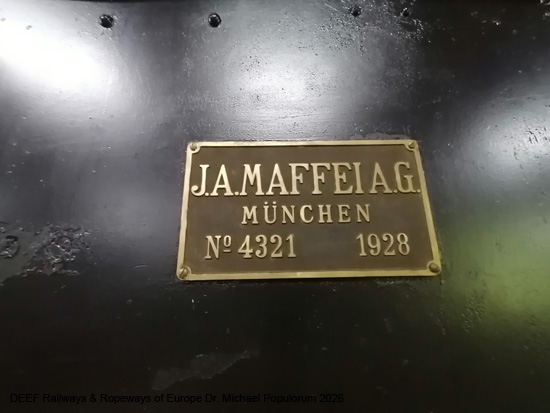 J.A.MAFFEI A.G.
MÜNCHEN
Nº 4321 1928
DEEF Railways & Ropeways of Europe Dr. Michael Populorum 2026